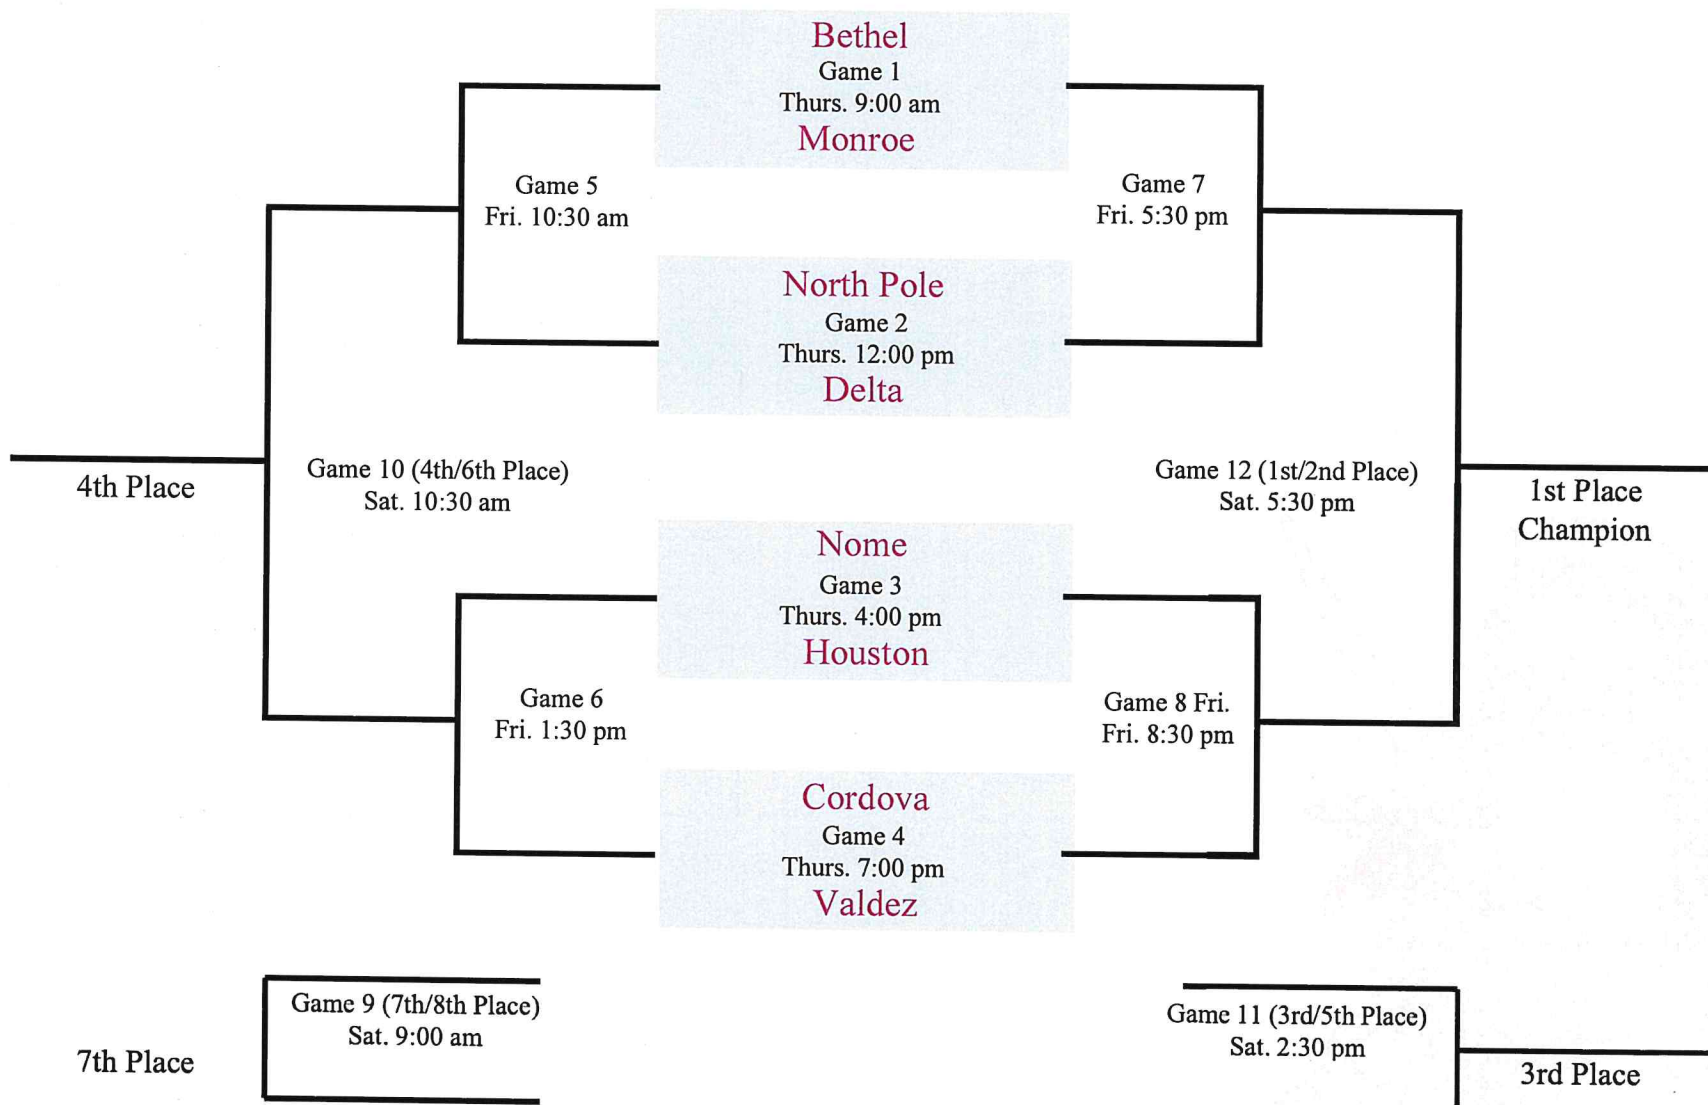 Bethel
Game 1
Thurs. 9:00 am
Monroe
Game 5
Fri. 10:30 am
Game 7
Fri. 5:30 pm
North Pole
Game 2
Thurs. 12:00 pm
Delta
4th Place
Game 10 (4th/6th Place)
Sat. 10:30 am
Game 12 (1st/2nd Place)
Sat. 5:30 pm
1st Place
Champion
Nome
Game 3
Thurs. 4:00 pm
Houston
Game 6
Fri. 1:30 pm
Game 8 Fri.
Fri. 8:30 pm
Cordova
Game 4
Thurs. 7:00 pm
Valdez
Game 9 (7th/8th Place)
Sat. 9:00 am
7th Place
Game 11 (3rd/5th Place)
Sat. 2:30 pm
3rd Place